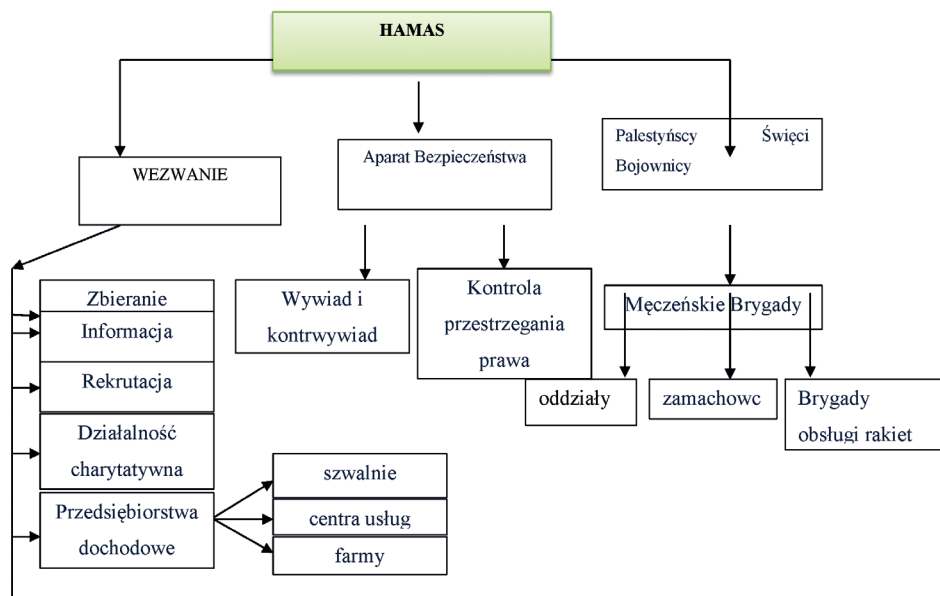 HAMAS
WEZWANIE
Aparat Bezpieczeństwa
Palestyńscy Święci
Bojownicy
Zbieranie
Informacja
Rekrutacja
Działalność
charytatywna
Przedsiębiorstwa
dochodowe
szwalnie
centra usług
farmy
Wywiad i
kontrwywiad
Kontrola
przestrzegania
prawa
Męczeńskie Brygady
oddziały
zamachowc
Brygady
obsługi rakiet